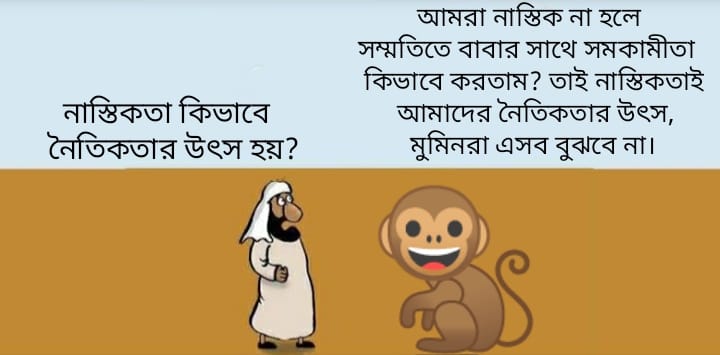 নাস্তিকতা কিভাবে
নৈতিকতার উৎস হয়?
আমরা নাস্তিক না হলে
সম্মতিতে বাবার সাথে সমকামীতা
কিভাবে করতাম? তাই নাস্তিকতাই
আমাদের নৈতিকতার উৎস,
মুমিনরা এসব বুঝবে না।